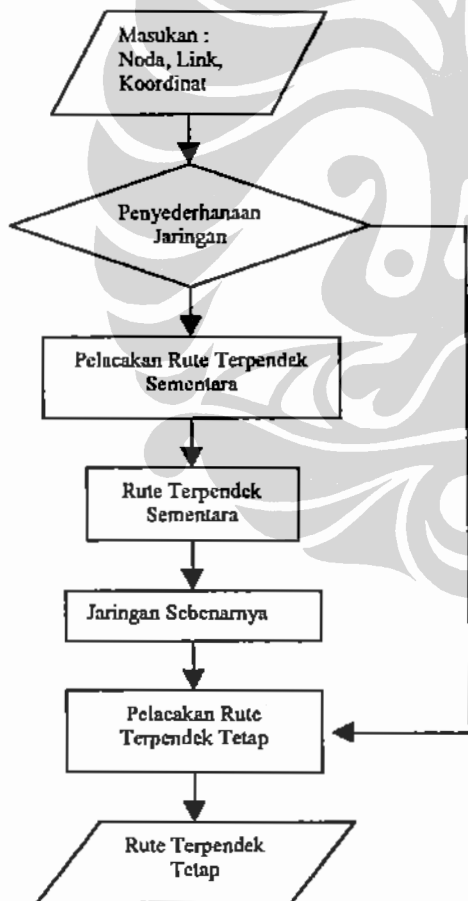 Masukan :
Noda, Link,
Koordinat
Penyederhanaan
Jaringan
Pelacakan Rute Terpendek
Sementara
Rute Terpendek
Sementara
Jaringan Sebenarnya
Pelacakan Rute
Terpendek Tetap
Rute Terpendek
Tetap